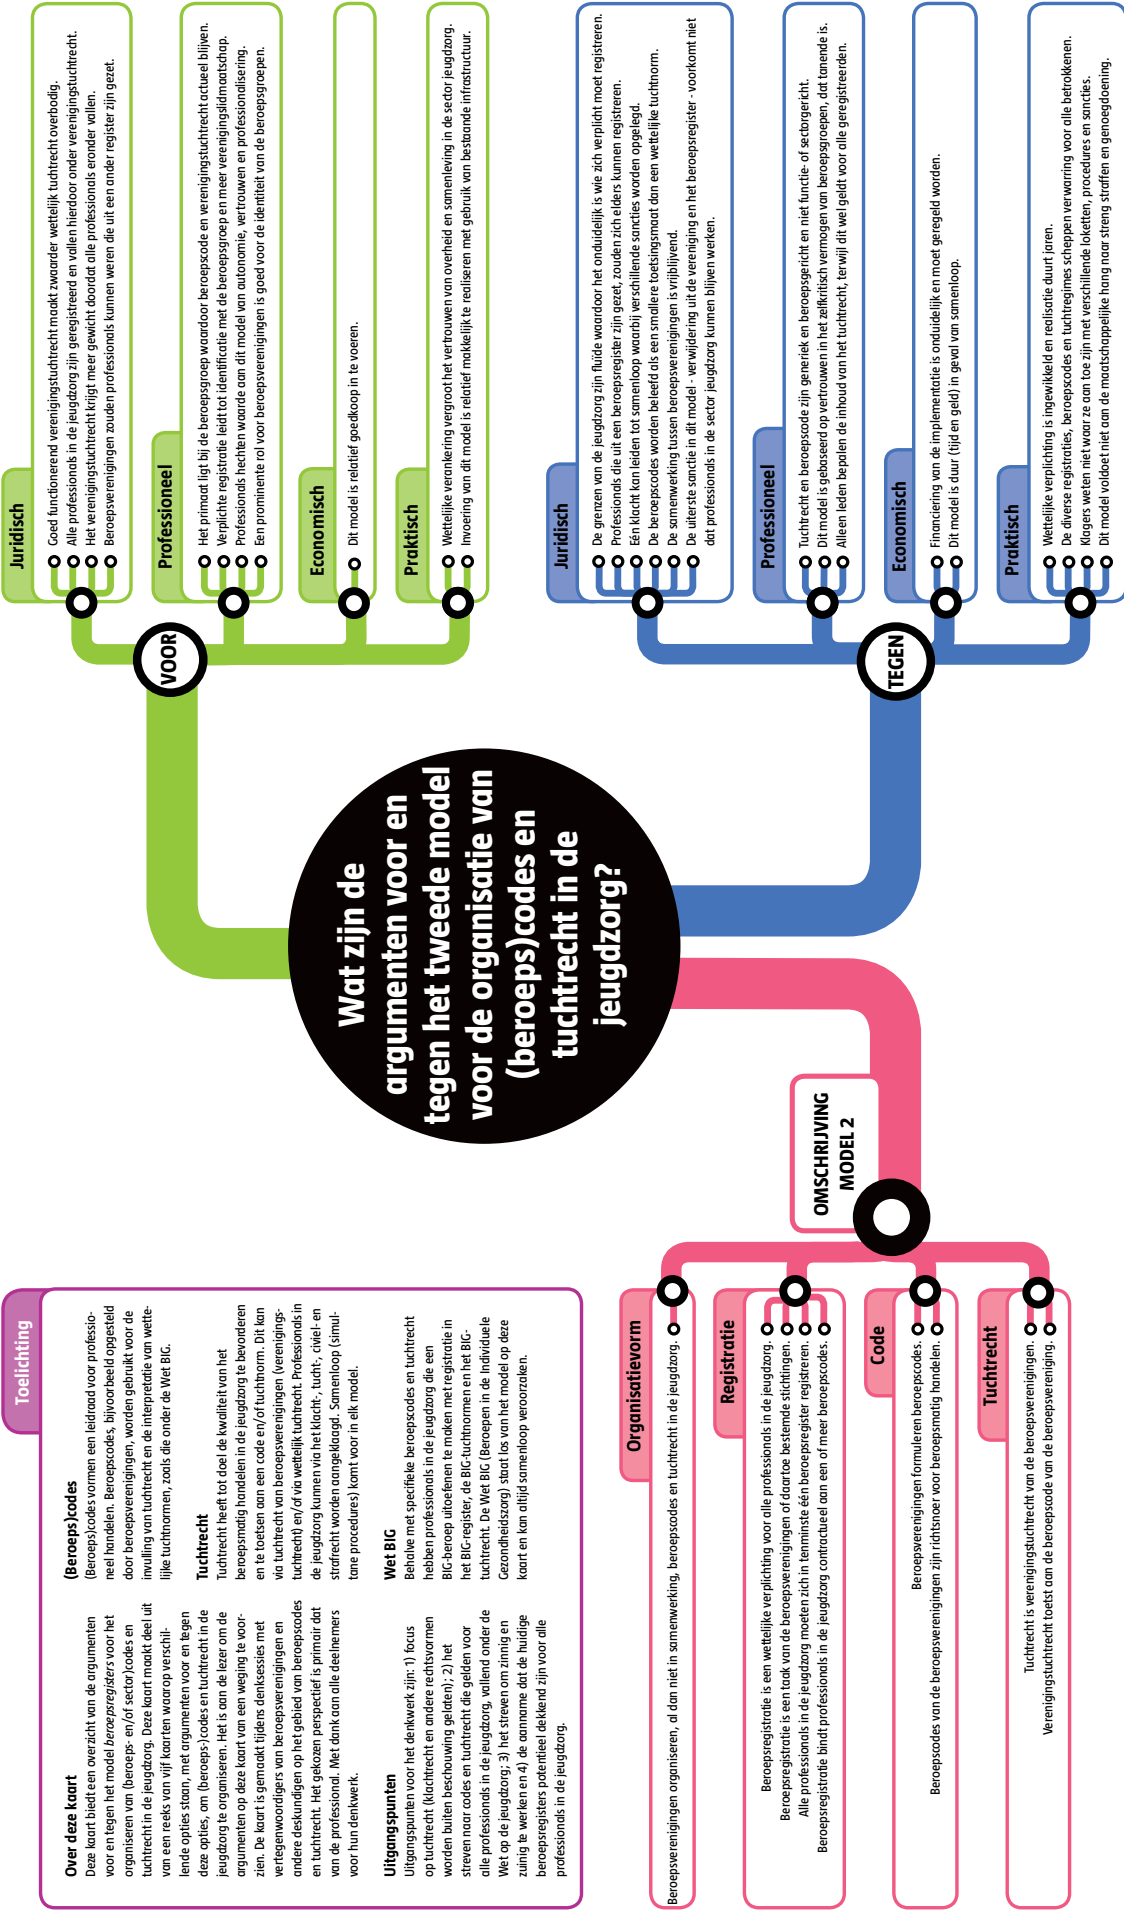 Toelichting
Over deze kaart
Deze kaart biedt een overzicht van de argumenten
voor en tegen het model beroepsregisters voor het
organiseren van (beroeps- en/of sector)codes en
tuchtrecht in de jeugdzorg. Deze kaart maakt deel uit
van een reeks van vijf kaarten waarop verschil-
lende opties staan, met argumenten voor en tegen
deze opties, om (beroeps-)codes en tuchtrecht in de
jeugdzorg te organiseren. Het is aan de lezer om de
argumenten op deze kaart van een weging te voor-
zien. De kaart is gemaakt tijdens denksessies met
vertegenwoordigers van beroepsverenigingen en
andere deskundigen op het gebied van beroepscodes
en tuchtrecht. Het gekozen perspectief is primair dat
van de professional. Met dank aan alle deelnemers
voor hun denkwerk.
Uitgangspunten
Uitgangspunten voor het denkwerk zijn: 1) focus
op tuchtrecht (klachtrecht en andere rechtsvormen
worden buiten beschouwing gelaten); 2) het
streven naar codes en tuchtrecht die gelden voor
alle professionals in de jeugdzorg, vallend onder de
Wet op de jeugdzorg; 3) het streven om zinnig en
zuinig te werken en 4) de aanname dat de huidige
beroepsregisters potentieel dekkend zijn voor alle
professionals in de jeugdzorg.
(Beroeps)codes
(Beroeps)codes vormen een leidraad voor professio-
neel handelen. Beroepscodes, bijvoorbeeld opgesteld
door beroepsverenigingen, worden gebruikt voor de
invulling van tuchtrecht en de interpretatie van wette-
lijke tuchtnormen, zoals die onder de Wet BIG.
Tuchtrecht
Tuchtrecht heeft tot doel de kwaliteit van het
beroepsmatig handelen in de jeugdzorg te bevorderen
en te toetsen aan een code en/of tuchtnorm. Dit kan
via tuchtrecht van beroepsverenigingen (verenigings-
tuchtrecht) en/of via wettelijk tuchtrecht. Professionals in
de jeugdzorg kunnen via het klacht-, tucht-, civiel- en
strafrecht worden aangeklaagd. Samenloop (simul-
tane procedures) komt voor in elk model.
Wet BIG
Behalve met specifieke beroepscodes en tuchtrecht
hebben professionals in de jeugdzorg die een
BIG-beroep uitoefenen te maken met registratie in
het BIG-register, de BIG-tuchtnormen en het BIG-
tuchtrecht. De Wet BIG (Beroepen in de Individuele
Gezondheidszorg) staat los van het model op deze
kaart en kan altijd samenloop veroorzaken.
Wat zijn de
argumenten voor en
tegen het tweede model
voor de organisatie van
(beroeps)codes en
tuchtrecht in de
jeugdzorg?
VOOR
Juridisch
Goed functionerend verenigingstuchtrecht maakt zwaarder wettelijk tuchtrecht overbodig.
Alle professionals in de jeugdzorg zijn geregistreerd en vallen hierdoor onder verenigingstuchtrecht.
Het verenigingstuchtrecht krijgt meer gewicht doordat alle professionals eronder vallen.
Beroepsverenigingen zouden professionals kunnen weren die uit een ander register zijn gezet.
Professioneel
Het primaat ligt bij de beroepsgroep waardoor beroepscode en verenigingstuchtrecht actueel blijven.
Verplichte registratie leidt tot identificatie met de beroepsgroep en meer verenigingslidmaatschap.
Professionals hechten waarde aan dit model van autonomie, vertrouwen en professionalisering.
Een prominente rol voor beroepsverenigingen is goed voor de identiteit van de beroepsgroepen.
Economisch
Dit model is relatief goedkoop in te voeren.
Praktisch
Wettelijke verankering vergroot het vertrouwen van overheid en samenleving in de sector jeugdzorg.
Invoering van dit model is relatief makkelijk te realiseren met gebruik van bestaande infrastructuur.
TEGEN
Juridisch
De grenzen van de jeugdzorg zijn fluïde waardoor het onduidelijk is wie zich verplicht moet registreren.
Professionals die uit een beroepsregister zijn gezet, zouden zich elders kunnen registreren.
Eén klacht kan leiden tot samenloop waarbij verschillende sancties worden opgelegd.
De beroepscodes worden beleefd als een smallere toetsingsmaat dan een wettelijke tuchtnorm.
De samenwerking tussen beroepsverenigingen is vrijblijvend.
De uiterste sanctie in dit model - verwijdering uit de vereniging en het beroepsregister - voorkomt niet
dat professionals in de sector jeugdzorg kunnen blijven werken.
Professioneel
Tuchtrecht en beroepscode zijn generiek en beroepsgericht en niet functie- of sectorgericht.
Dit model is gebaseerd op vertrouwen in het zelfkritisch vermogen van beroepsgroepen, dat tanende is.
Alleen leden bepalen de inhoud van het tuchtrecht, terwijl dit wel geldt voor alle geregistreerden.
Economisch
Financiering van de implementatie is onduidelijk en moet geregeld worden.
Dit model is duur (tijd en geld) in geval van samenloop.
Praktisch
Wettelijke verplichting is ingewikkeld en realisatie duurt jaren.
De diverse registraties, beroepscodes en tuchtregimes scheppen verwarring voor alle betrokkenen.
Klagers weten niet waar ze aan toe zijn met verschillende loketten, procedures en sancties.
Dit model voldoet niet aan de maatschappelijke hang naar streng straffen en genoegdoening.
OMSCHRIJVING
MODEL 2
Organisatievorm
Beroepsverenigingen organiseren, al dan niet in samenwerking, beroepscodes en tuchtrecht in de jeugdzorg.
Registratie
Beroepsregistratie is een wettelijke verplichting voor alle professionals in de jeugdzorg.
Beroepsregistratie is een taak van de beroepsverenigingen of daartoe bestemde stichtingen.
Alle professionals in de jeugdzorg moeten zich in tenminste één beroepsregister registreren.
Beroepsregistratie bindt professionals in de jeugdzorg contractueel aan een of meer beroepscodes.
Code
Beroepsverenigingen formuleren beroepscodes.
Beroepscodes van de beroepsverenigingen zijn richtsnoer voor beroepsmatig handelen.
Tuchtrecht
Tuchtrecht is verenigingstuchtrecht van de beroepsverenigingen.
Verenigingstuchtrecht toetst aan de beroepscode van de beroepsvereniging.